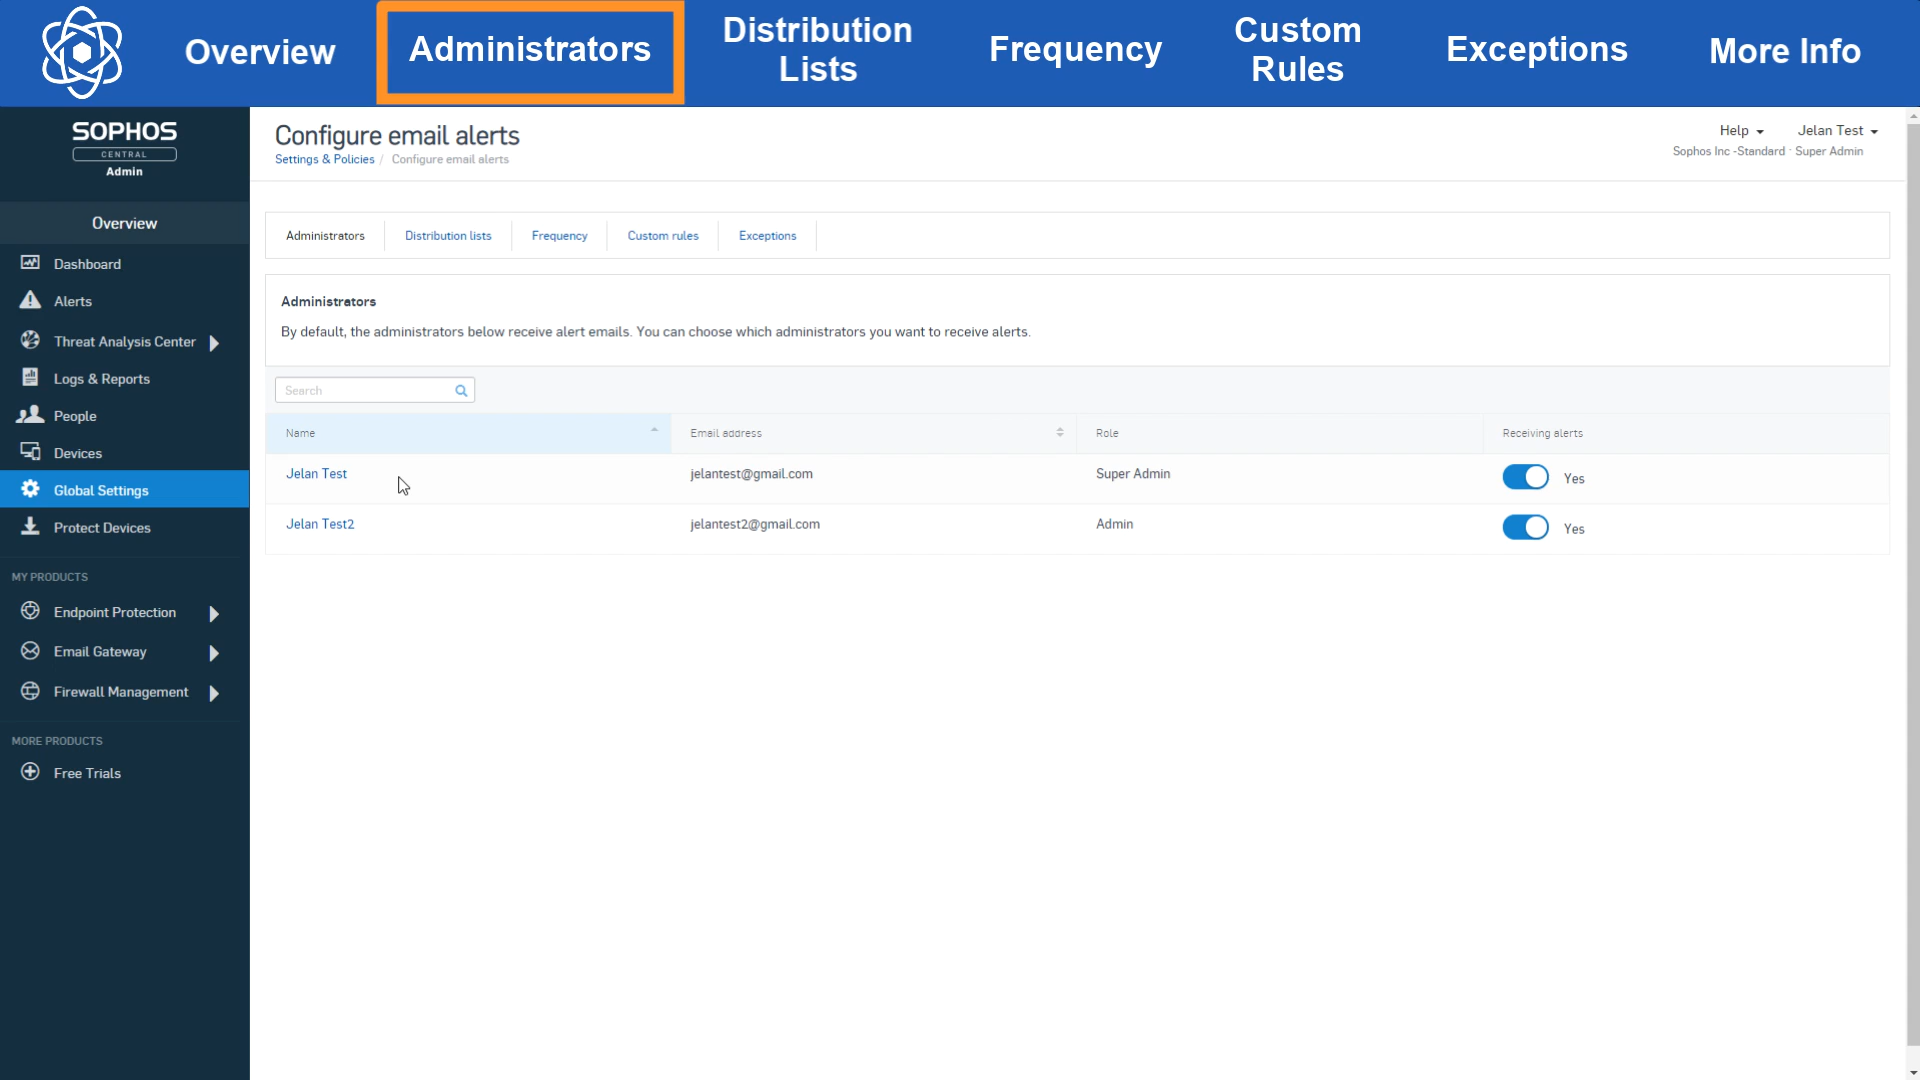 Overview
Administrators
Distribution
Lists
Frequency
Custom
Rules
Exceptions
More Info
SOPHOS
CENTRAL
Admin
Configure email alerts
Settings & Policies / Configure email alerts
Help
Jelan Test
Sophos Inc -Standard · Super Admin
Overview
Dashboard
Alerts
Threat Analysis Center
Logs & Reports
People
Devices
Global Settings
Protect Devices
MY PRODUCTS
Endpoint Protection
Email Gateway
Firewall Management
MORE PRODUCTS
Free Trials
Administrators
Distribution lists
Frequency
Custom rules
Exceptions
Administrators
By default, the administrators below receive alert emails. You can choose which administrators you want to receive alerts.
Search
Name Email address Role Receiving alerts
Jelan Test jelantest@gmail.com Super Admin Yes
Jelan Test2 jelantest2@gmail.com Admin Yes